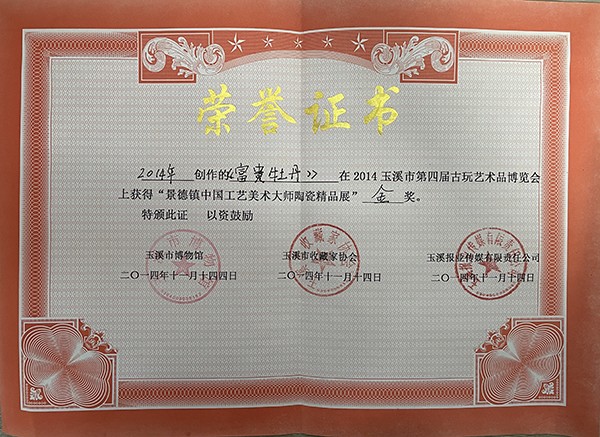 荣誉证书
2014年 创作的《富贵牡丹》 在2014玉溪市第四届古玩艺术品博览会
上获得“景德镇中国工艺美术大师陶瓷精品展” 金 奖。
特颁此证 以资鼓励
玉溪市博物馆 玉溪市收藏家协会 玉溪报业传媒有限责任公司
二〇一四年十一月十四日 二〇一四年十一月十四日 二〇一四年十一月十四日